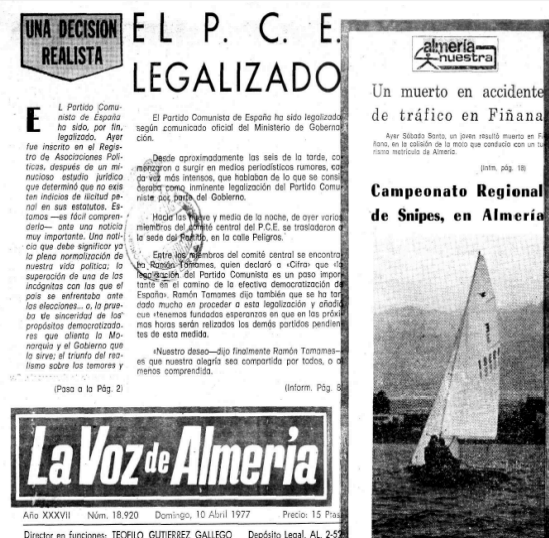 UNA DECISION
REALISTA
EL P. C. E.
LEGALIZADO
EL Partido Comu-
nista de España
ha sido, por fin,
legalizado. Ayer
fue inscrito en el Regis-
tro de Asociaciones Polí-
ticas, después de un mi-
nucioso estudio jurídico
que determinó que no exis-
ten indicios de ilicitud pe-
nal en sus estatutos. Es-
tamos —es fácil compren-
derlo— ante una noticia
muy importante. Una noti-
cia que debe significar ya
la plena normalización de
nuestra vida política; la
superación de una de las
incógnitas con las que el
país se enfrentaba ante
las elecciones... o, la prue-
ba de sinceridad de los
propósitos democratizado-
res que alienta la Mo-
narquía y el Gobierno que
la sirve; el triunfo del rea-
lismo sobre los temores y
(Pasa a la Pág. 2)
El Partido Comunista de España ha sido legalizado
según comunicado oficial del Ministerio de Goberna-
ción.
Desde aproximadamente las seis de la tarde, co-
menzaron a surgir en medios periodísticos rumores, ca-
da vez más intensos, que hablaban de lo que se consi-
deraba como inminente legalización del Partido Comu-
niste por parte del Gobierno.
Hacia las nueve y media de la noche, de ayer varios
miembros del comité central del P.C.E. se trasladaron a
la sede del Partido, en la calle Peligros.
Entre los miembros del comité central se encontra-
ba Ramón Tamames, quien declaró a «Cifra» que «la
legalización del Partido Comunista es un paso impor-
tante en el camino de la efectiva democratización de
España». Ramón Tamames dijo también que se ha tar-
dado mucho en proceder a esta legalización y añadió
que «tenemos fundados esperanzas en que en las próxi-
mas horas serán relizados los demás partidos pendien-
tes de esta medida.
«Nuestro deseo—dijo finalmente Ramón Tamames—
es que nuestra alegría sea compartida por todos, o al
menos comprendida.
(Inform. Pág. 8)
La Voz de Almería
Año XXXVII Núm. 18.920 Domingo, 10 Abril 1977 Precio: 15 Ptas
Director en funciones: TEOFILO GUTIERREZ GALLEGO Depósito Legal, AL. 2-52
almería
nuestra
Un muerto en accidente
de tráfico en Fiñana
Ayer Sábado Santo, un joven resultó muerto en Fi-
ñana, en la colisión de la moto que conducía con un tu-
rismo matrícula de Almería.
(Infm. pág. 18)
Campeonato Regional
de Snipes, en Almería